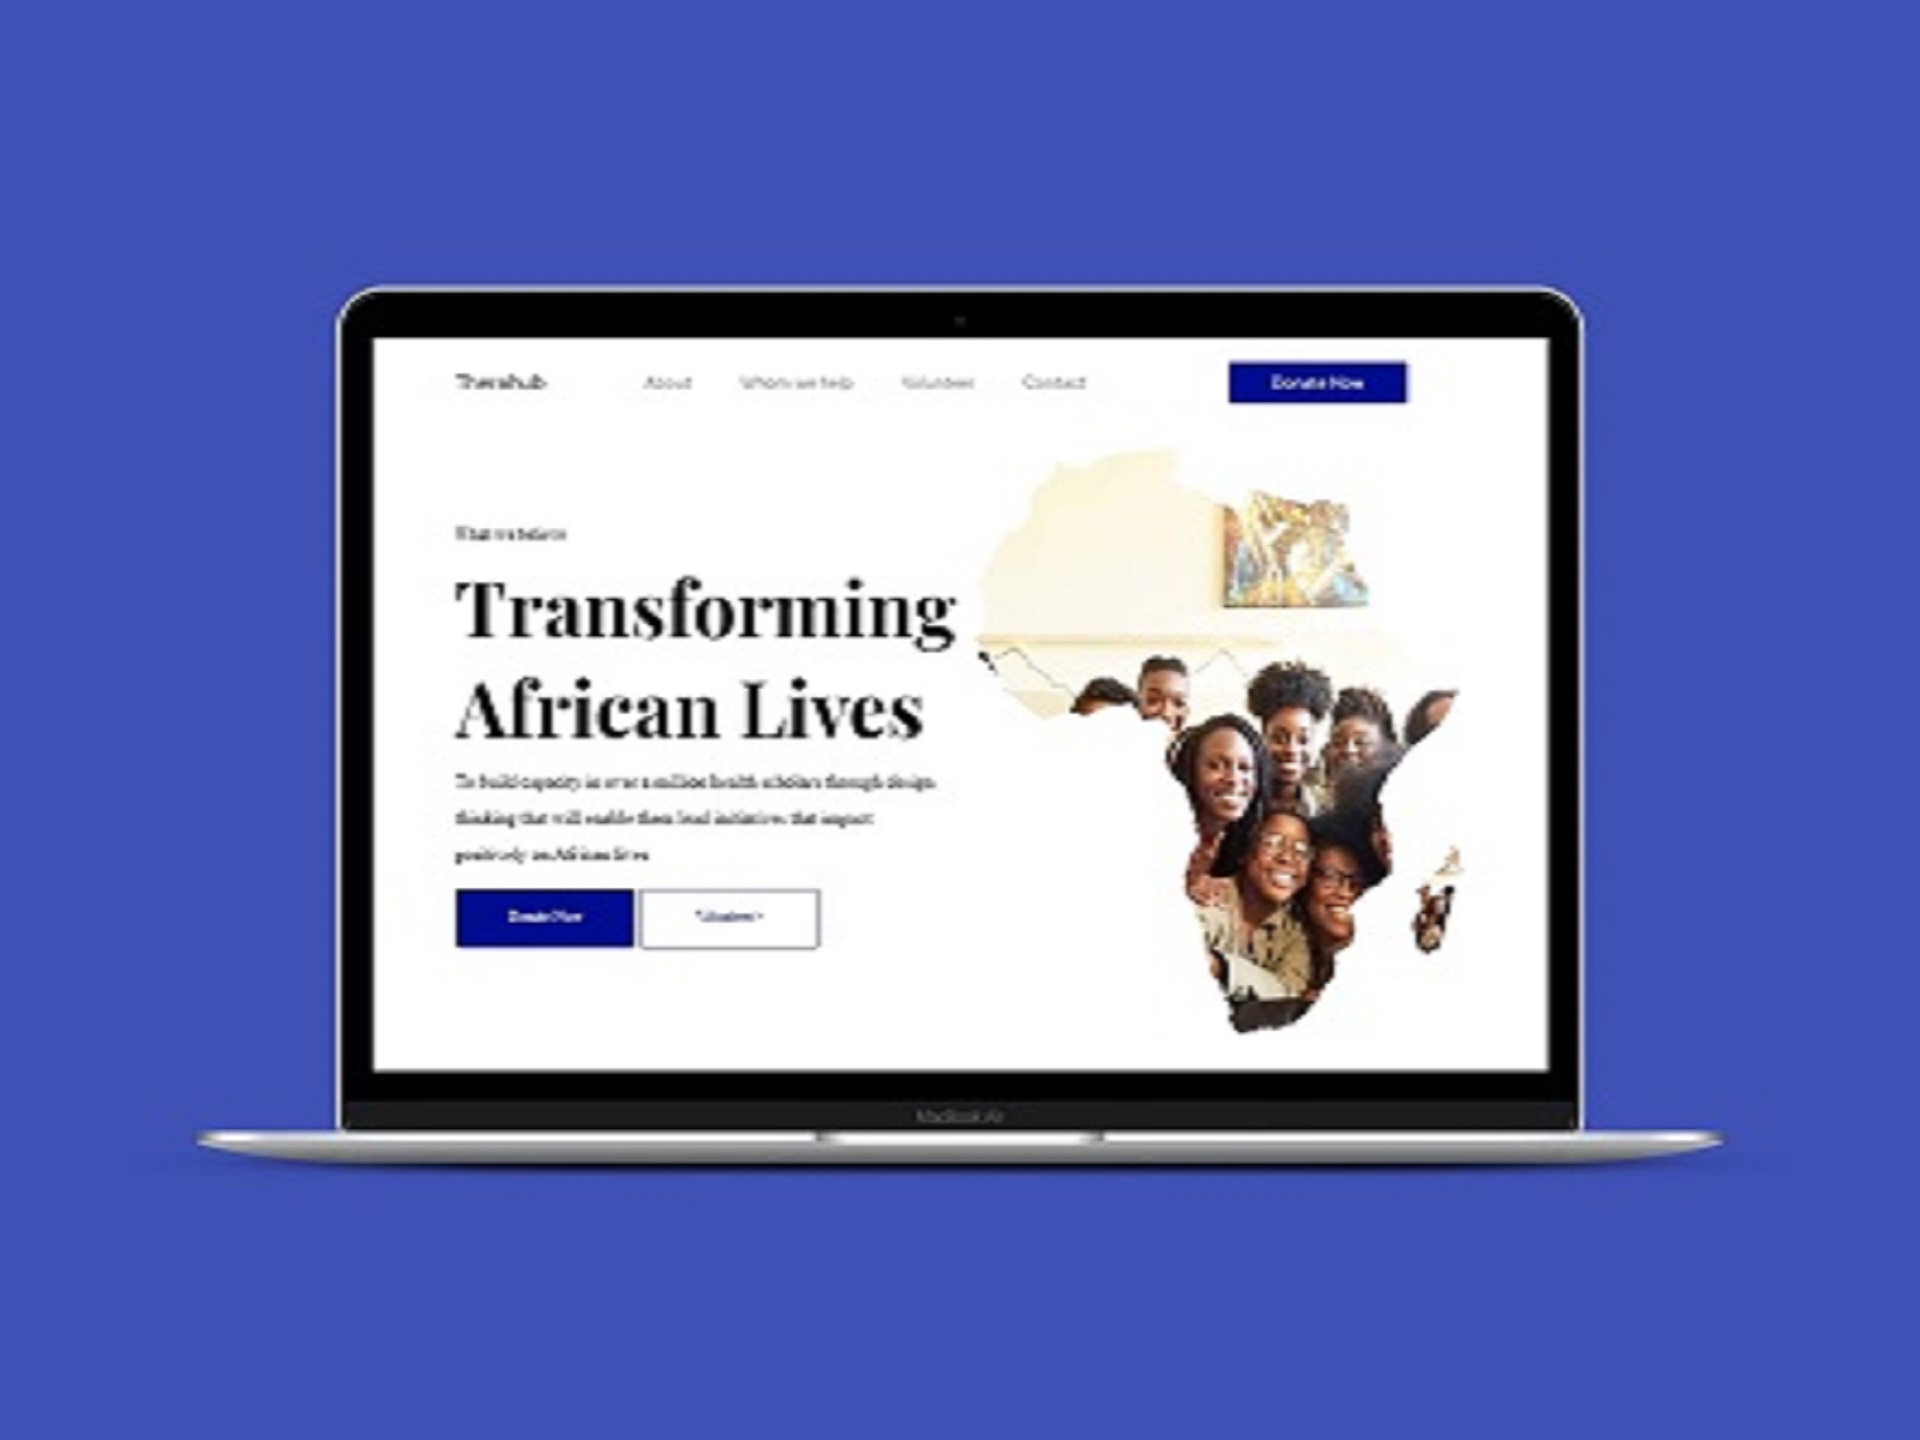 Therahub
About
Whom we help
Volunteer
Contact
Donate Now
What we believe
Transforming
African Lives
To build capacity in over a million health scholars through design
thinking that will enable them lead initiatives that impact
positively on African lives
Donate Now
Volunteer
MacBook Air